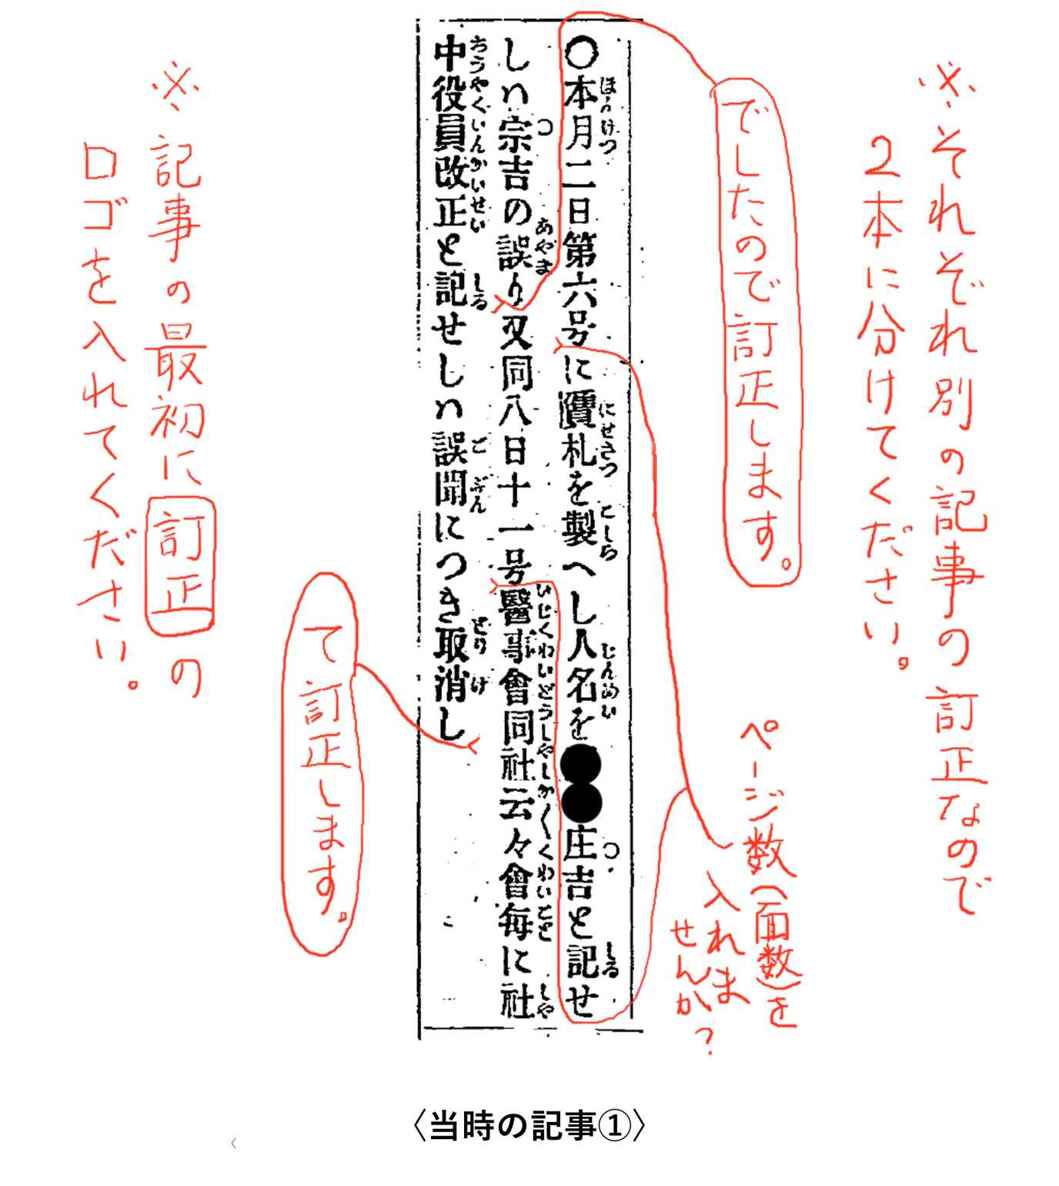 ※それぞれ別の記事の訂正なので
2本に分けてください。
でしたので訂正します。
ページ数(面数)を
入れま
せんか?
〇本月二日第六号に贋札を製へし人名を●●庄吉と記せ
しハ宗吉の誤り又同八日十一号醫事會同社云々會毎に社
中役員改正と記せしハ誤聞につき取消し
て訂正します。
※記事の最初に訂正の
ロゴを入れてください。
〈当時の記事①〉